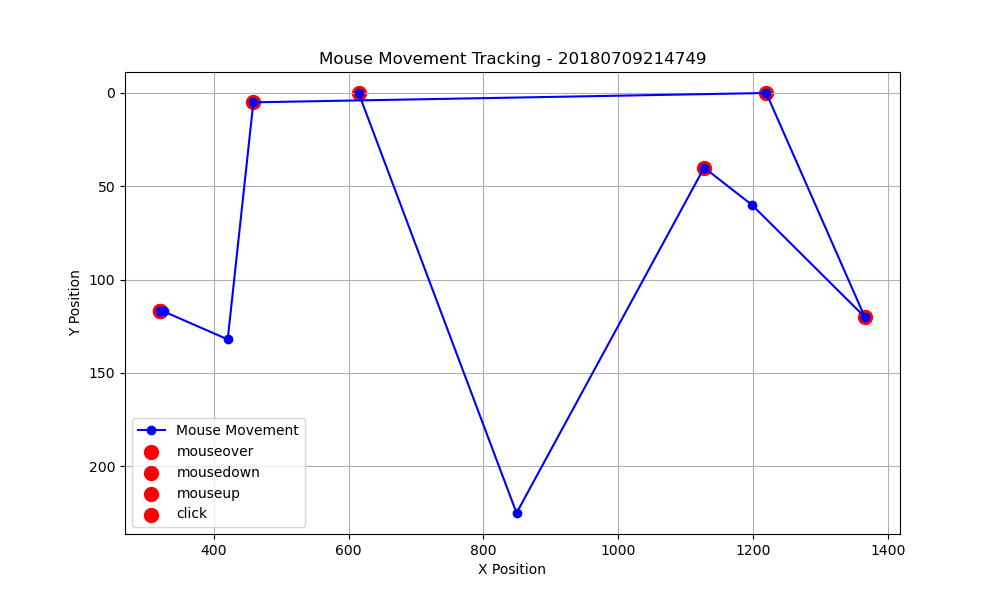 Mouse Movement Tracking - 20180709214749
Y Position
0
50
100
150
200
Mouse Movement
mouseover
mousedown
mouseup
click
400
600
800
1000
1200
1400
X Position